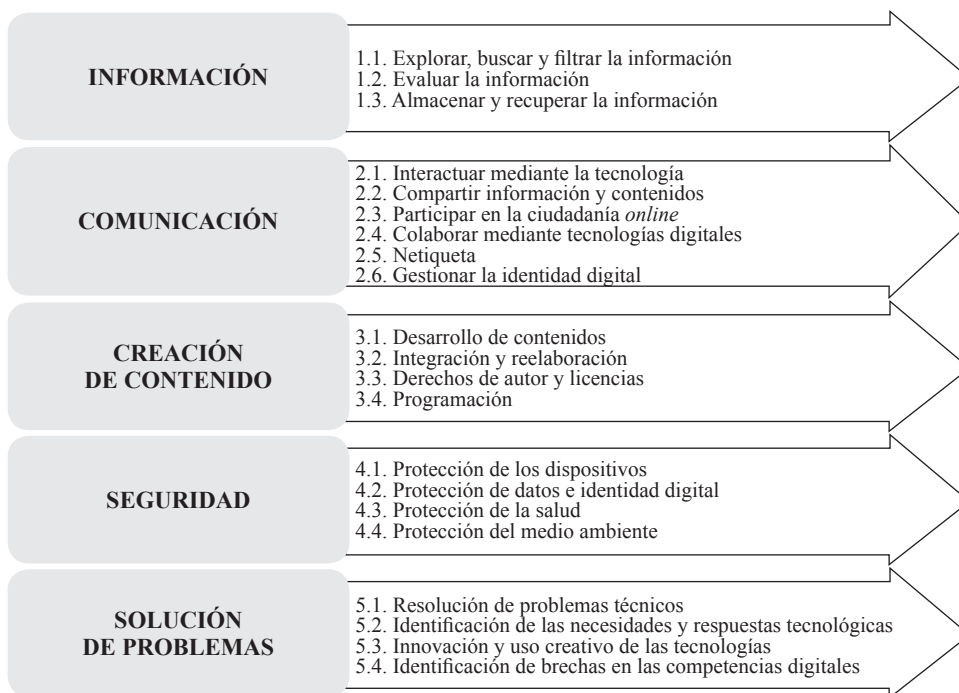 INFORMACIÓN
1.1. Explorar, buscar y filtrar la información
1.2. Evaluar la información
1.3. Almacenar y recuperar la información
COMUNICACIÓN
2.1. Interactuar mediante la tecnología
2.2. Compartir información y contenidos
2.3. Participar en la ciudadanía online
2.4. Colaborar mediante tecnologías digitales
2.5. Netiqueta
2.6. Gestionar la identidad digital
CREACIÓN
DE CONTENIDO
3.1. Desarrollo de contenidos
3.2. Integración y reelaboración
3.3. Derechos de autor y licencias
3.4. Programación
SEGURIDAD
4.1. Protección de los dispositivos
4.2. Protección de datos e identidad digital
4.3. Protección de la salud
4.4. Protección del medio ambiente
SOLUCIÓN
DE PROBLEMAS
5.1. Resolución de problemas técnicos
5.2. Identificación de las necesidades y respuestas tecnológicas
5.3. Innovación y uso creativo de las tecnologías
5.4. Identificación de brechas en las competencias digitales